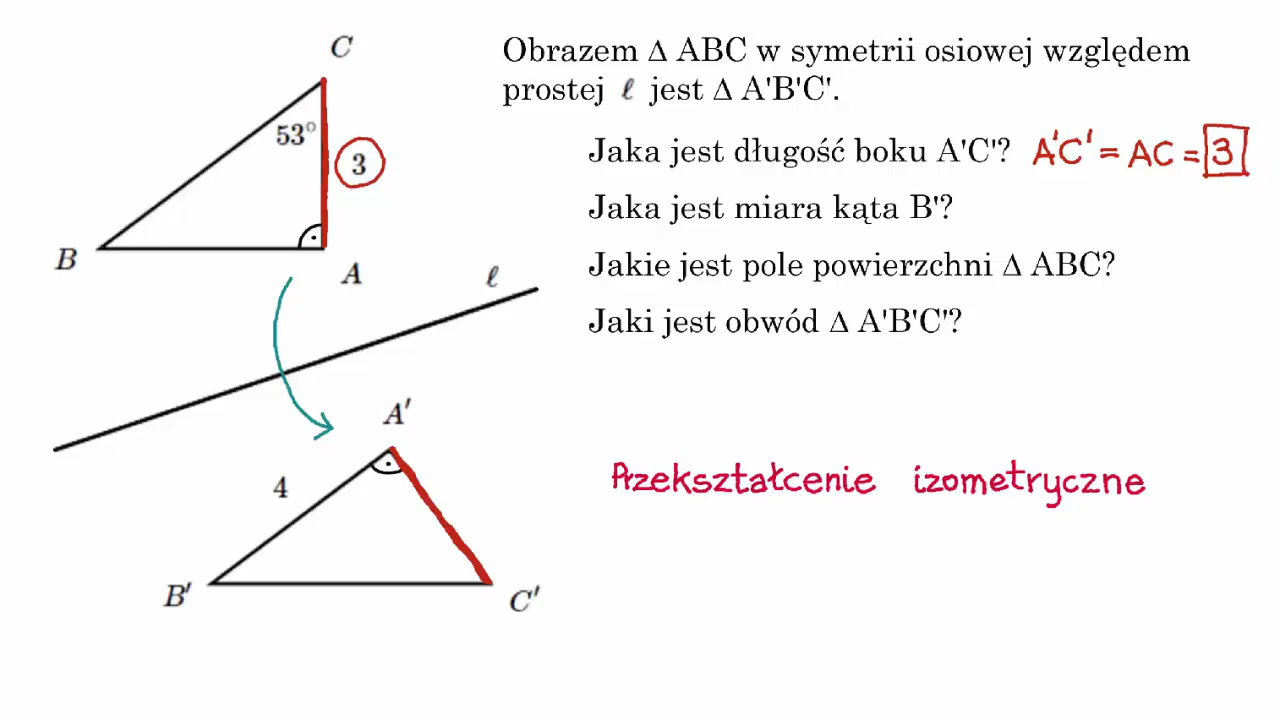 Obrazem Δ ABC w symetrii osiowej względem
prostej ℓ jest Δ A'B'C'.
Jaka jest długość boku A'C'? A'C' = AC = 3
Jaka jest miara kąta B'?
Jakie jest pole powierzchni Δ ABC?
Jaki jest obwód Δ A'B'C'?
Przekształcenie izometryczne
C
53°
3
B
A
ℓ
A'
4
B'
C'